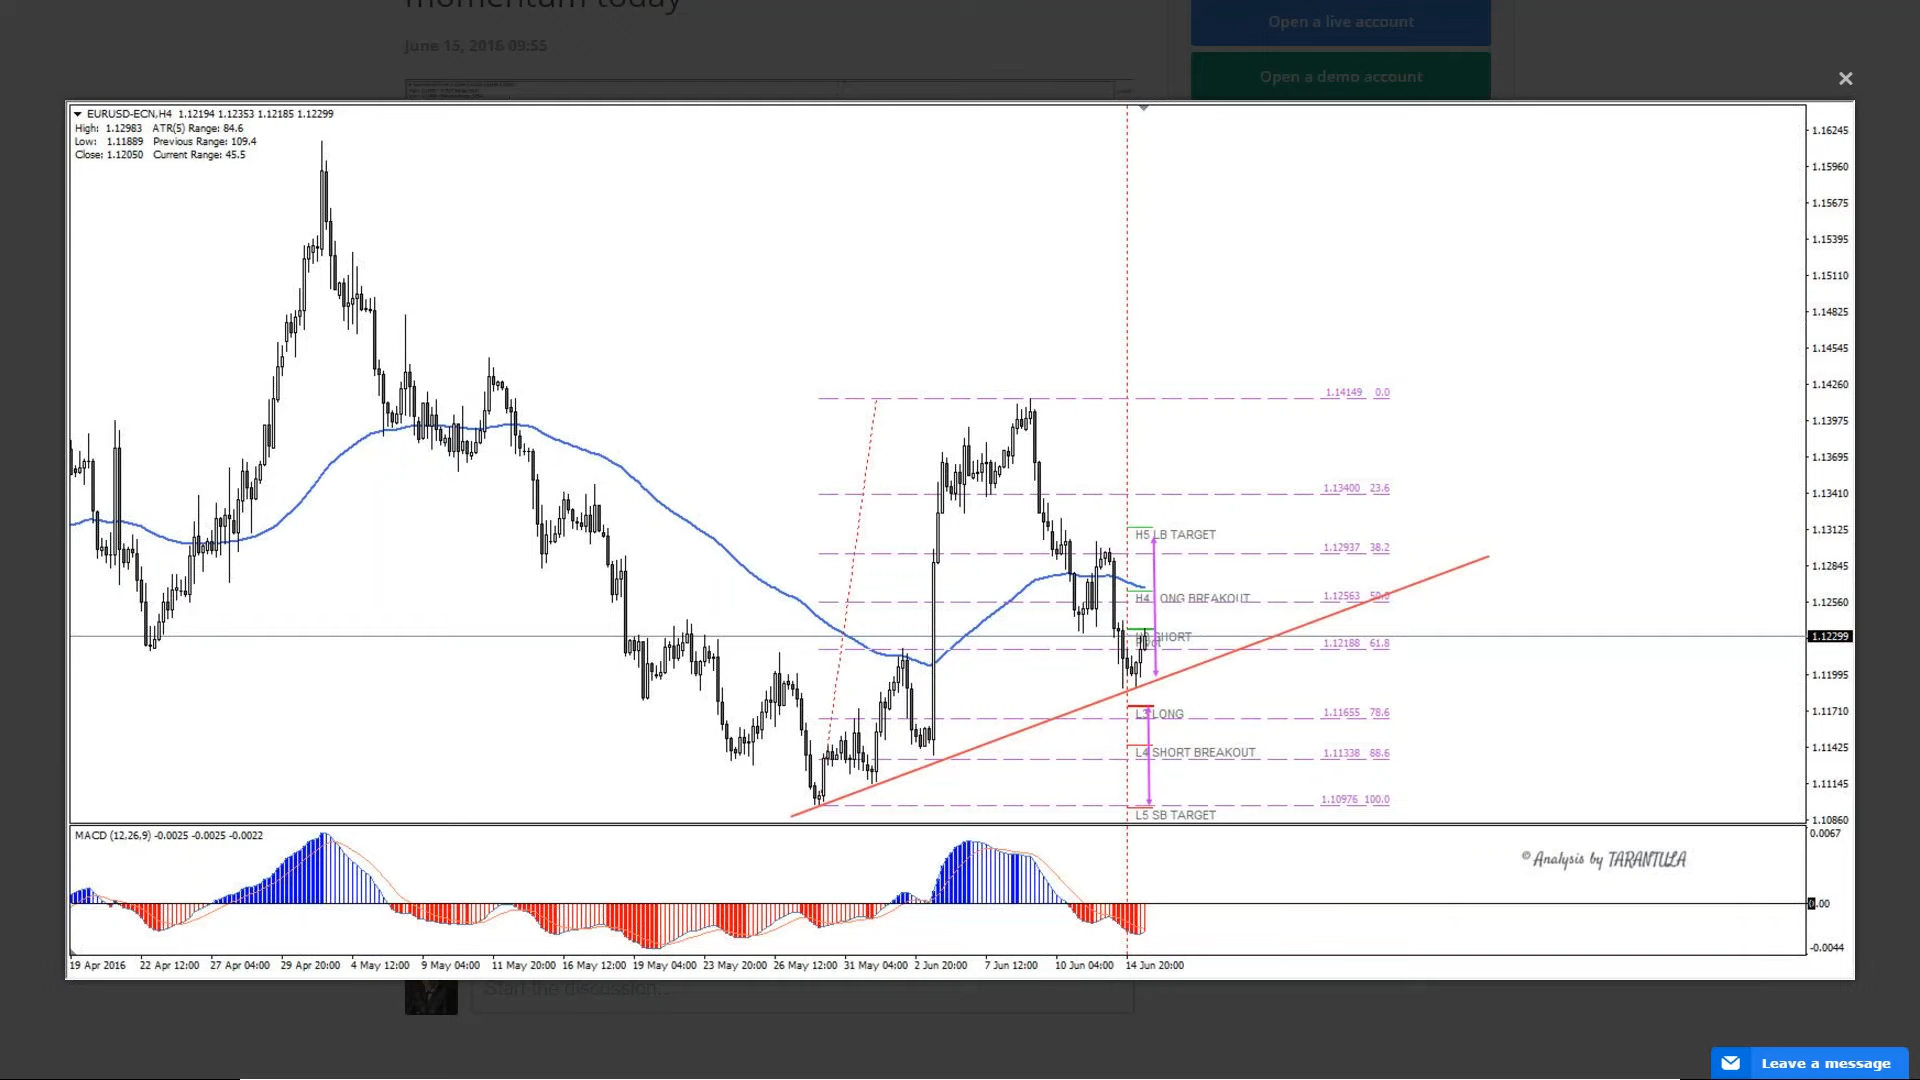 momentum today
June 15, 2016 09:55
Open a live account
Open a demo account
×
EURUSD-ECN,H4 1.12194 1.12353 1.12185 1.12299
High: 1.12983 ATR(5) Range: 84.6
Low: 1.11889 Previous Range: 109.4
Close: 1.12050 Current Range: 45.5
1.16245
1.15960
1.15675
1.15395
1.15110
1.14825
1.14545
1.14260
1.13975
1.13695
1.13410
1.13125
1.12845
1.12560
1.12299
1.11995
1.11710
1.11425
1.11145
1.10860
1.14149 0.0
1.13400 23.6
H5 LB TARGET
1.12937 38.2
H4 LONG BREAKOUT
1.12563 50.0
H3 SHORT
Pivot
1.12188 61.8
L3 LONG
1.11655 78.6
L4 SHORT BREAKOUT
1.11338 88.6
1.10976 100.0
L5 SB TARGET
MACD (12,26,9) -0.0025 -0.0025 -0.0022
0.0067
© Analysis by TARANTULA
0.00
-0.0044
19 Apr 2016 22 Apr 12:00 27 Apr 04:00 29 Apr 20:00 4 May 12:00 9 May 04:00 11 May 20:00 16 May 12:00 19 May 04:00 23 May 20:00 26 May 12:00 31 May 04:00 2 Jun 20:00 7 Jun 12:00 10 Jun 04:00 14 Jun 20:00
Start the discussion...
Leave a message